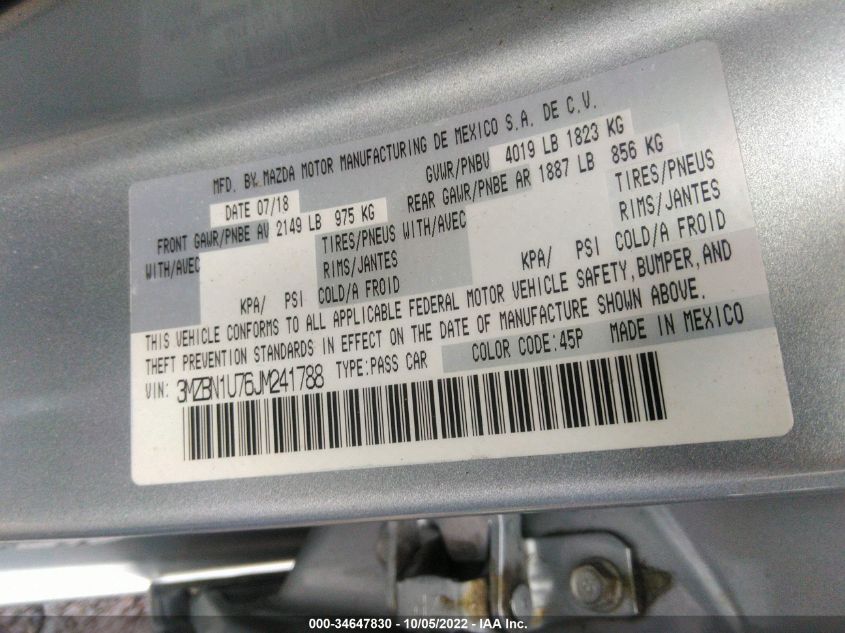 MFD. BY MAZDA MOTOR MANUFACTURING DE MEXICO S.A. DE C.V.
DATE 07/18 GVWR/PNBV 4019 LB 1823 KG
FRONT GAWR/PNBE AV 2149 LB 975 KG REAR GAWR/PNBE AR 1887 LB 856 KG
WITH/AVEC TIRES/PNEUS WITH/AVEC TIRES/PNEUS
RIMS/JANTES RIMS/JANTES
KPA/ PSI COLD/A FROID KPA/ PSI COLD/A FROID
THIS VEHICLE CONFORMS TO ALL APPLICABLE FEDERAL MOTOR VEHICLE SAFETY, BUMPER, AND
THEFT PREVENTION STANDARDS IN EFFECT ON THE DATE OF MANUFACTURE SHOWN ABOVE.
VIN: 3MZBN1U76JM241788 TYPE:PASS CAR COLOR CODE:45P MADE IN MEXICO
000-34647830 - 10/05/2022 - IAA Inc.